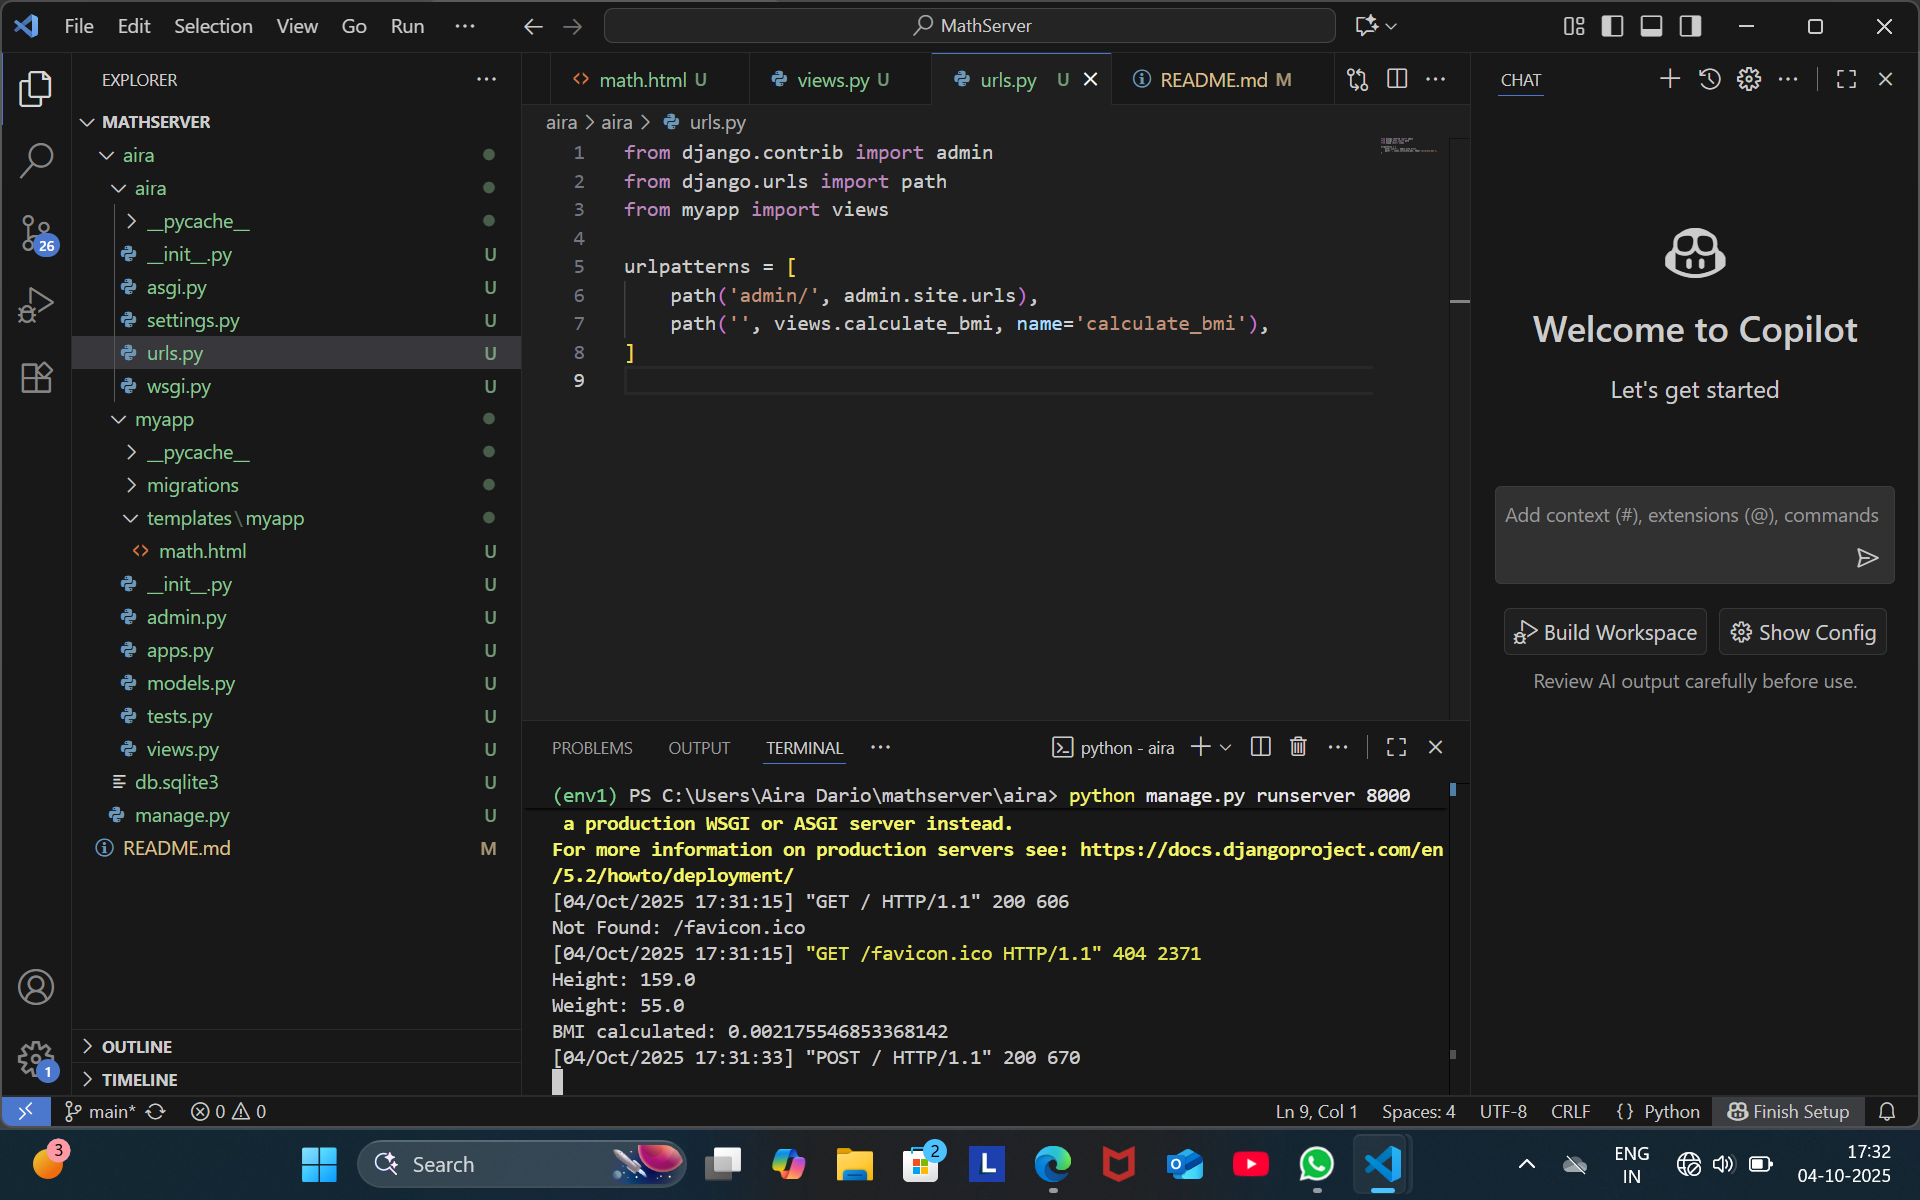 File Edit Selection View Go Run
MathServer
EXPLORER
MATHSERVER
aira
aira
__pycache__
__init__.py U
asgi.py U
settings.py U
urls.py U
wsgi.py U
myapp
__pycache__
migrations
templates\myapp
math.html U
__init__.py U
admin.py U
apps.py U
models.py U
tests.py U
views.py U
db.sqlite3 U
manage.py U
README.md M
OUTLINE
TIMELINE
26
1
math.html U views.py U urls.py U README.md M
aira > aira > urls.py
1 from django.contrib import admin
2 from django.urls import path
3 from myapp import views
4
5 urlpatterns = [
6 path('admin/', admin.site.urls),
7 path('', views.calculate_bmi, name='calculate_bmi'),
8 ]
9
PROBLEMS OUTPUT TERMINAL
python - aira
(env1) PS C:\Users\Aira Dario\mathserver\aira> python manage.py runserver 8000
a production WSGI or ASGI server instead.
For more information on production servers see: https://docs.djangoproject.com/en
/5.2/howto/deployment/
[04/Oct/2025 17:31:15] "GET / HTTP/1.1" 200 606
Not Found: /favicon.ico
[04/Oct/2025 17:31:15] "GET /favicon.ico HTTP/1.1" 404 2371
Height: 159.0
Weight: 55.0
BMI calculated: 0.002175546853368142
[04/Oct/2025 17:31:33] "POST / HTTP/1.1" 200 670
CHAT
Welcome to Copilot
Let's get started
Add context (#), extensions (@), commands
Build Workspace Show Config
Review AI output carefully before use.
main* 0 0
Ln 9, Col 1 Spaces: 4 UTF-8 CRLF {} Python Finish Setup
3
Search
2
L
ENG
IN
17:32
04-10-2025